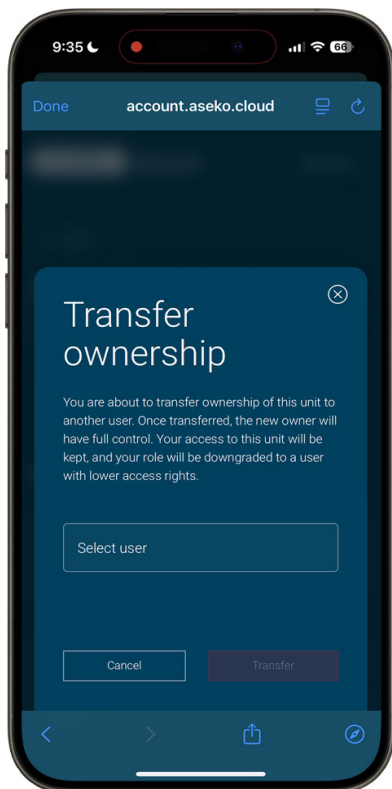 9:35
66
Done
account.aseko.cloud
Transfer
ownership
You are about to transfer ownership of this unit to
another user. Once transferred, the new owner will
have full control. Your access to this unit will be
kept, and your role will be downgraded to a user
with lower access rights.
Select user
Cancel
Transfer